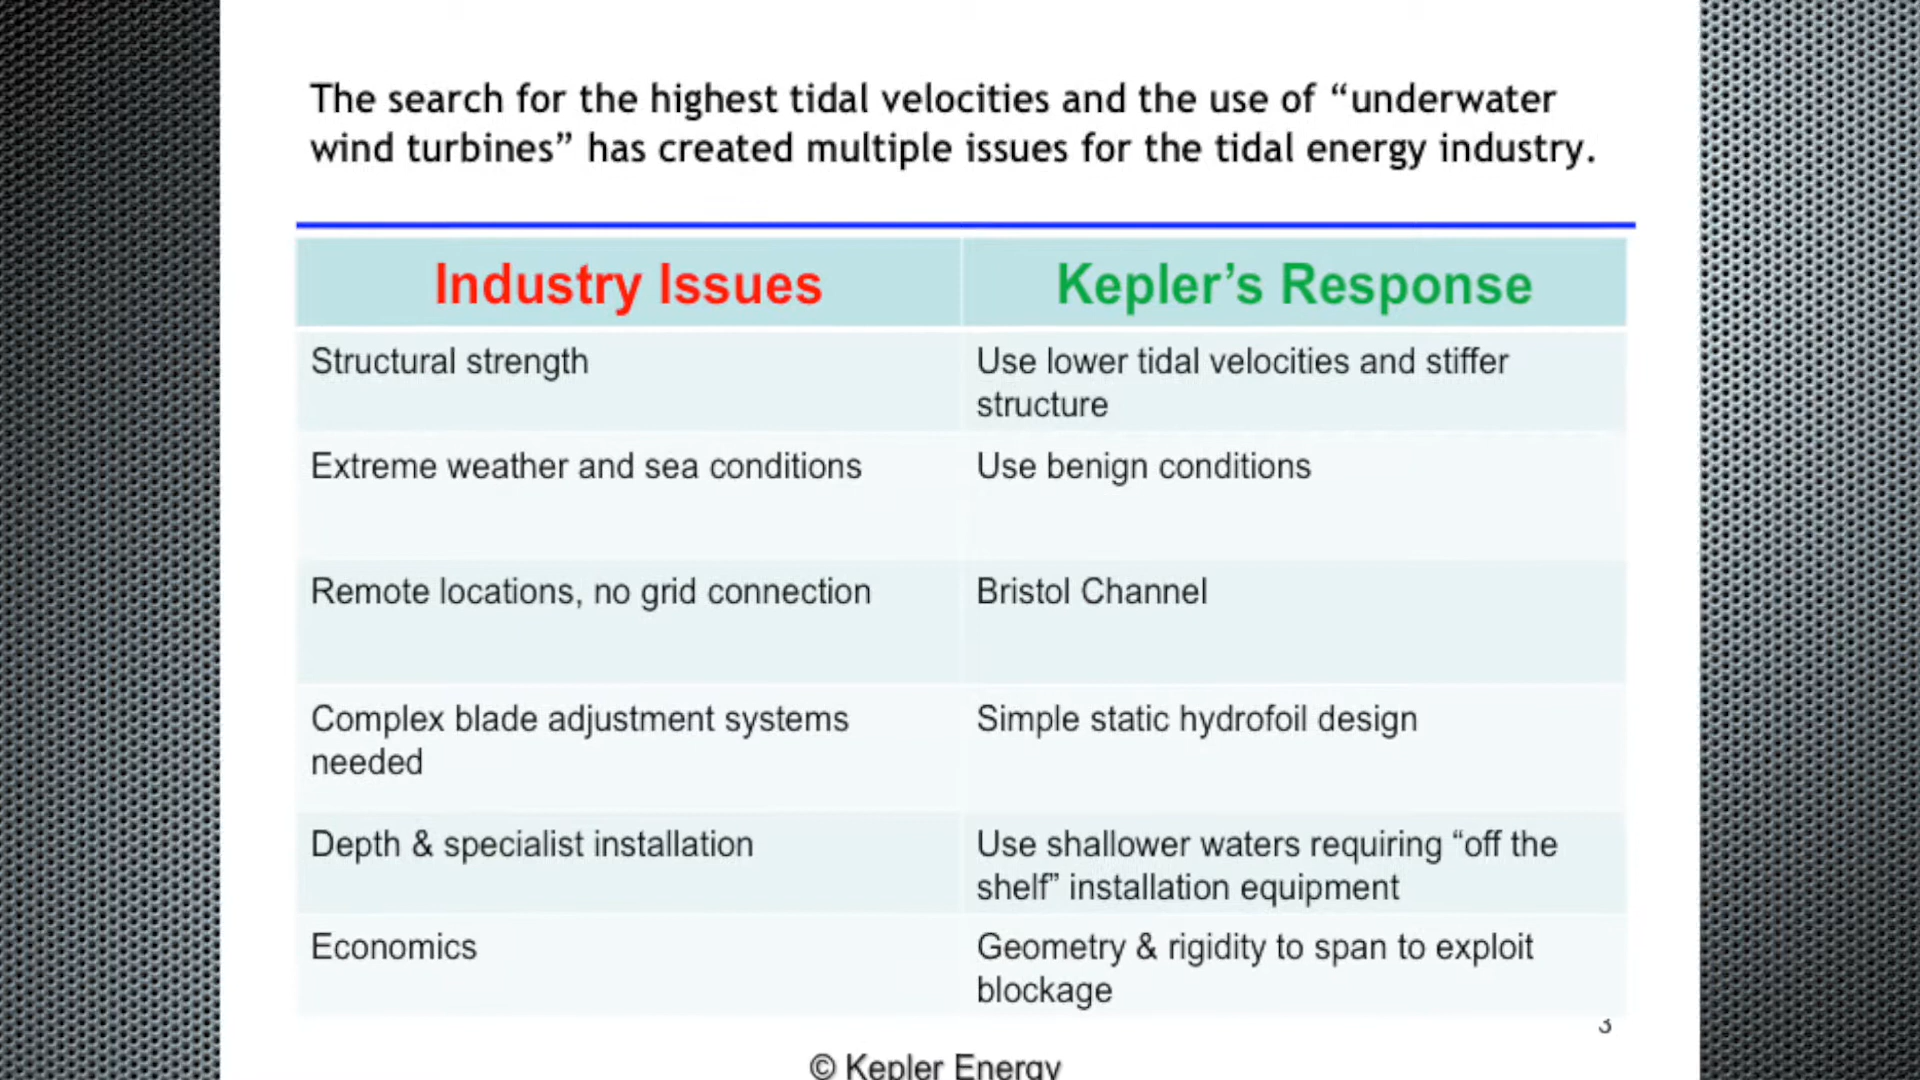 The search for the highest tidal velocities and the use of “underwater
wind turbines” has created multiple issues for the tidal energy industry.
Industry Issues
Kepler’s Response
Structural strength
Use lower tidal velocities and stiffer
structure
Extreme weather and sea conditions
Use benign conditions
Remote locations, no grid connection
Bristol Channel
Complex blade adjustment systems
needed
Simple static hydrofoil design
Depth & specialist installation
Use shallower waters requiring “off the
shelf” installation equipment
Economics
Geometry & rigidity to span to exploit
blockage
3
© Kepler Energy